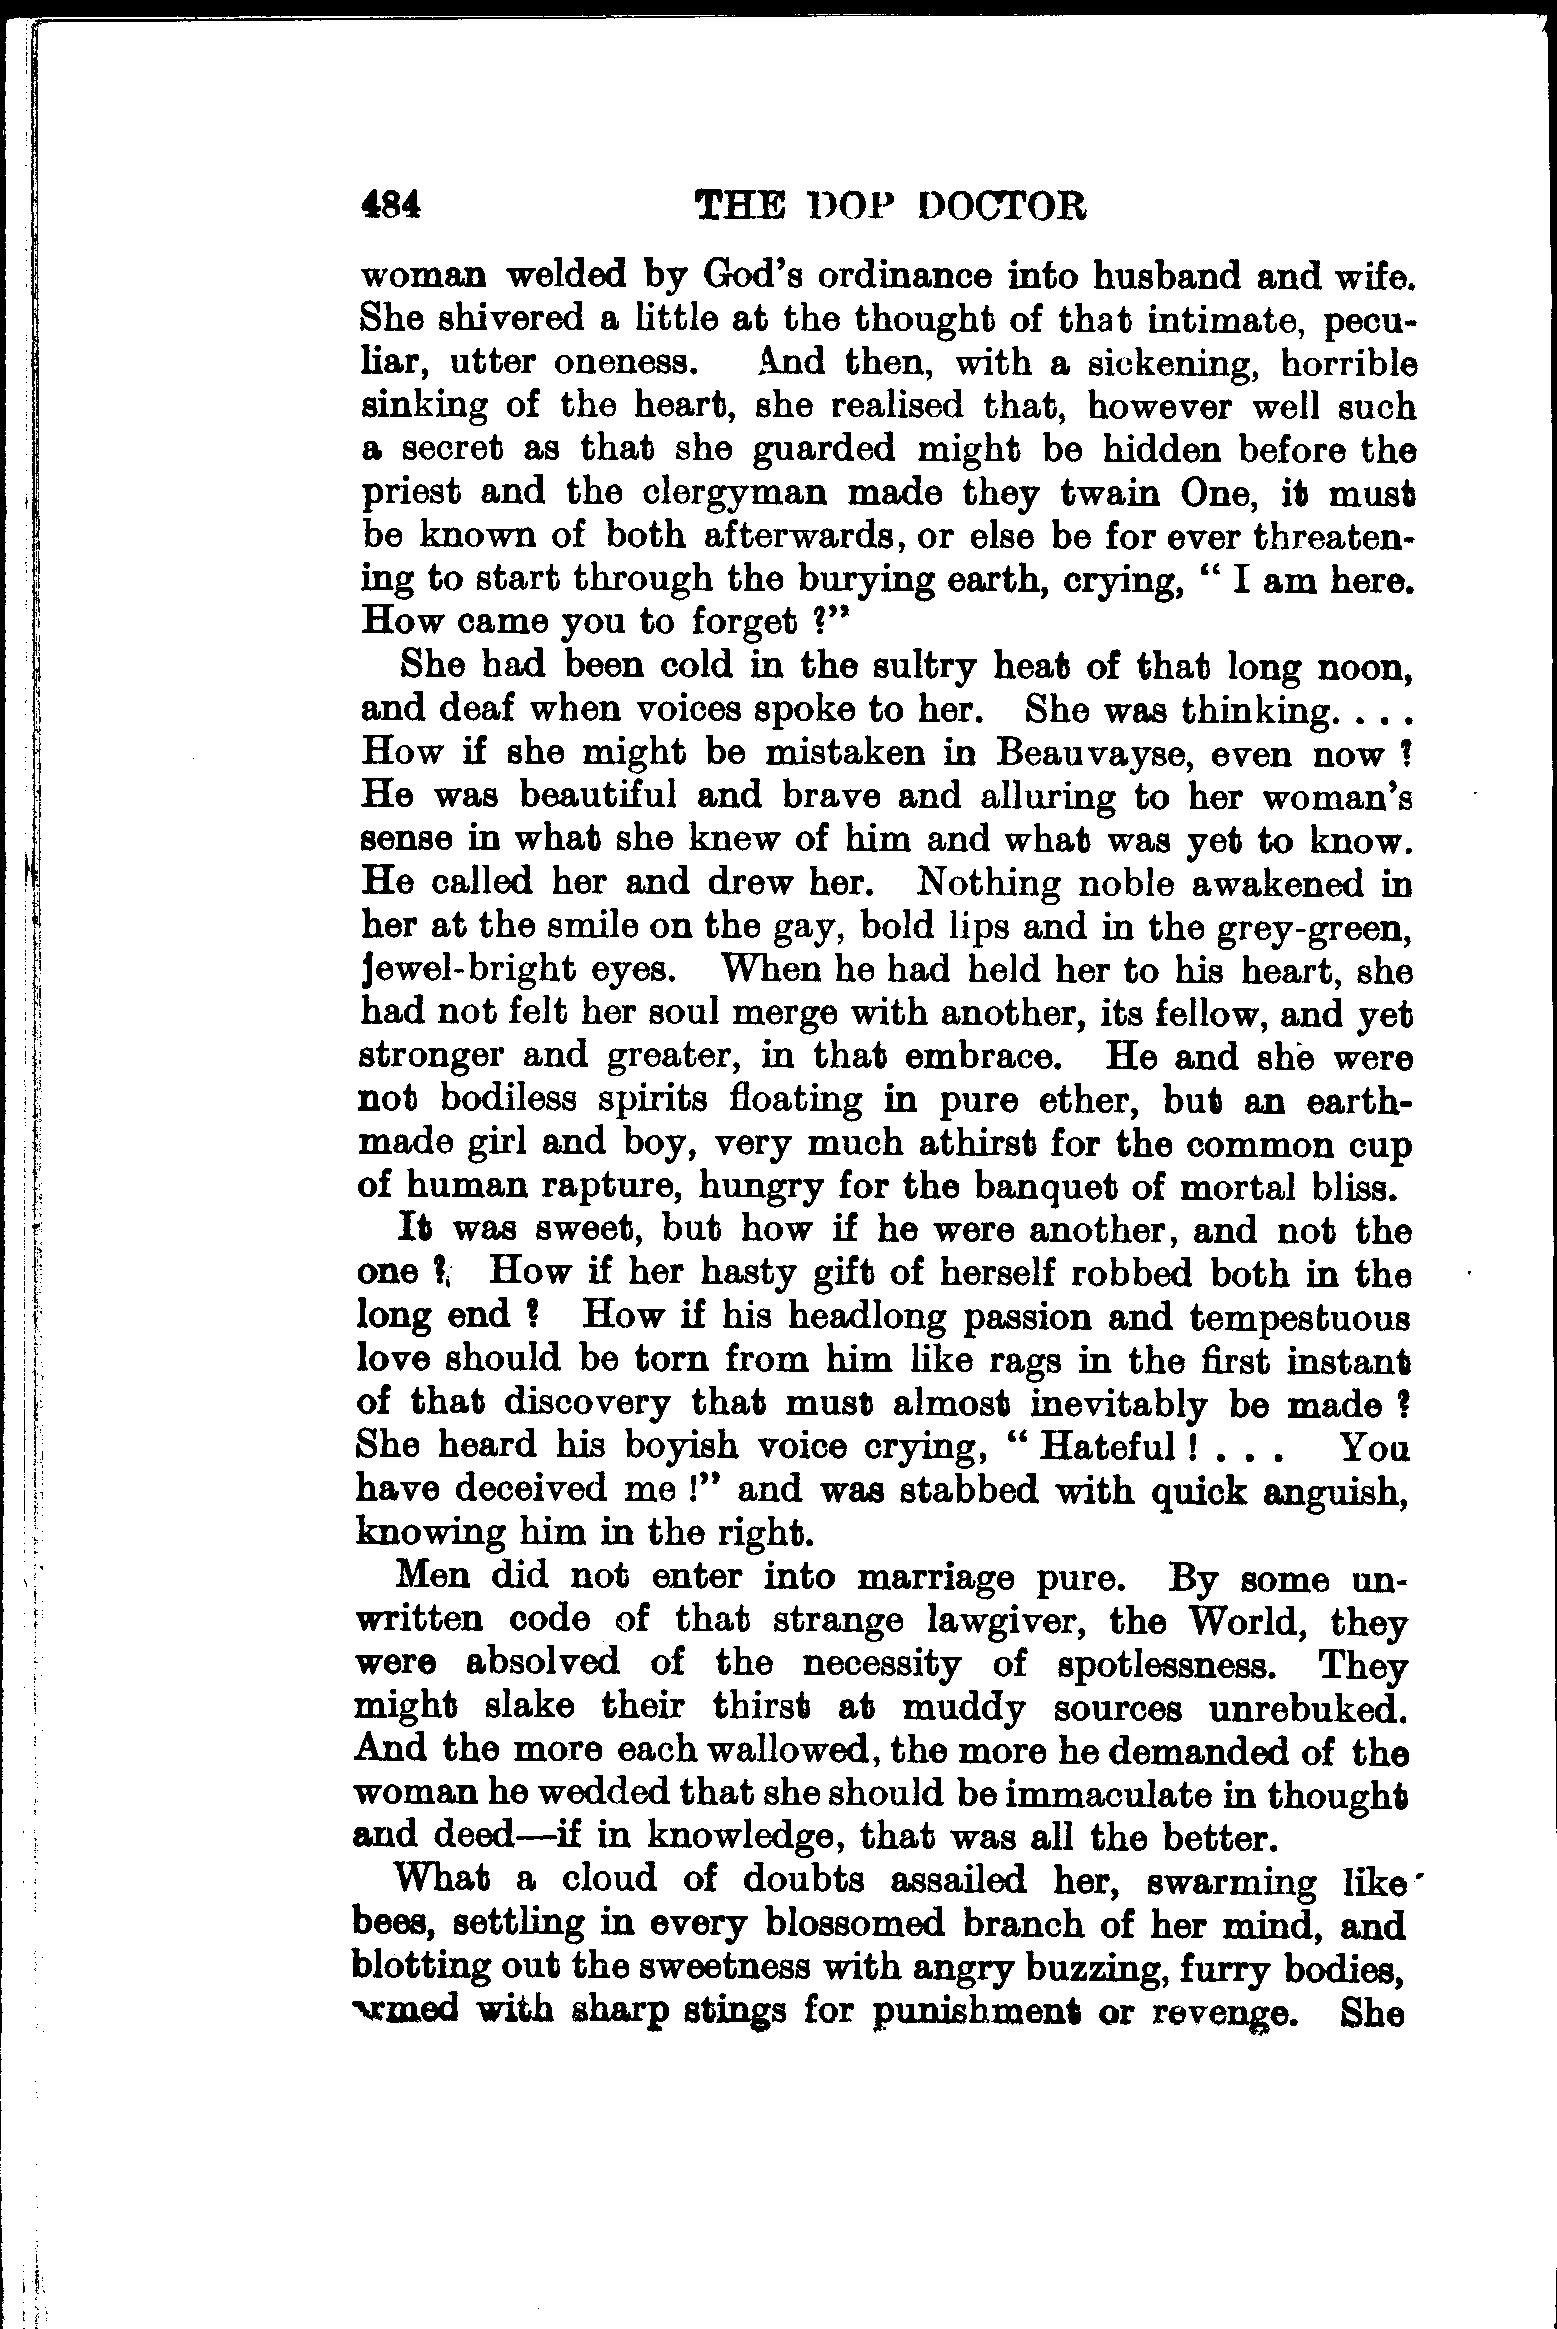 484 THE DOP DOCTOR
woman welded by God's ordinance into husband and wife.
She shivered a little at the thought of that intimate, pecu-
liar, utter oneness. And then, with a sickening, horrible
sinking of the heart, she realised that, however well such
a secret as that she guarded might be hidden before the
priest and the clergyman made they twain One, it must
be known of both afterwards, or else be for ever threaten-
ing to start through the burying earth, crying, " I am here.
How came you to forget ?"
She had been cold in the sultry heat of that long noon,
and deaf when voices spoke to her. She was thinking. . . .
How if she might be mistaken in Beauvayse, even now ?
He was beautiful and brave and alluring to her woman's
sense in what she knew of him and what was yet to know.
He called her and drew her. Nothing noble awakened in
her at the smile on the gay, bold lips and in the grey-green,
jewel-bright eyes. When he had held her to his heart, she
had not felt her soul merge with another, its fellow, and yet
stronger and greater, in that embrace. He and she were
not bodiless spirits floating in pure ether, but an earth-
made girl and boy, very much athirst for the common cup
of human rapture, hungry for the banquet of mortal bliss.
It was sweet, but how if he were another, and not the
one ? How if her hasty gift of herself robbed both in the
long end ? How if his headlong passion and tempestuous
love should be torn from him like rags in the first instant
of that discovery that must almost inevitably be made ?
She heard his boyish voice crying, " Hateful ! . . . You
have deceived me !" and was stabbed with quick anguish,
knowing him in the right.
Men did not enter into marriage pure. By some un-
written code of that strange lawgiver, the World, they
were absolved of the necessity of spotlessness. They
might slake their thirst at muddy sources unrebuked.
And the more each wallowed, the more he demanded of the
woman he wedded that she should be immaculate in thought
and deed—if in knowledge, that was all the better.
What a cloud of doubts assailed her, swarming like
bees, settling in every blossomed branch of her mind, and
blotting out the sweetness with angry buzzing, furry bodies,
armed with sharp stings for punishment or revenge. She